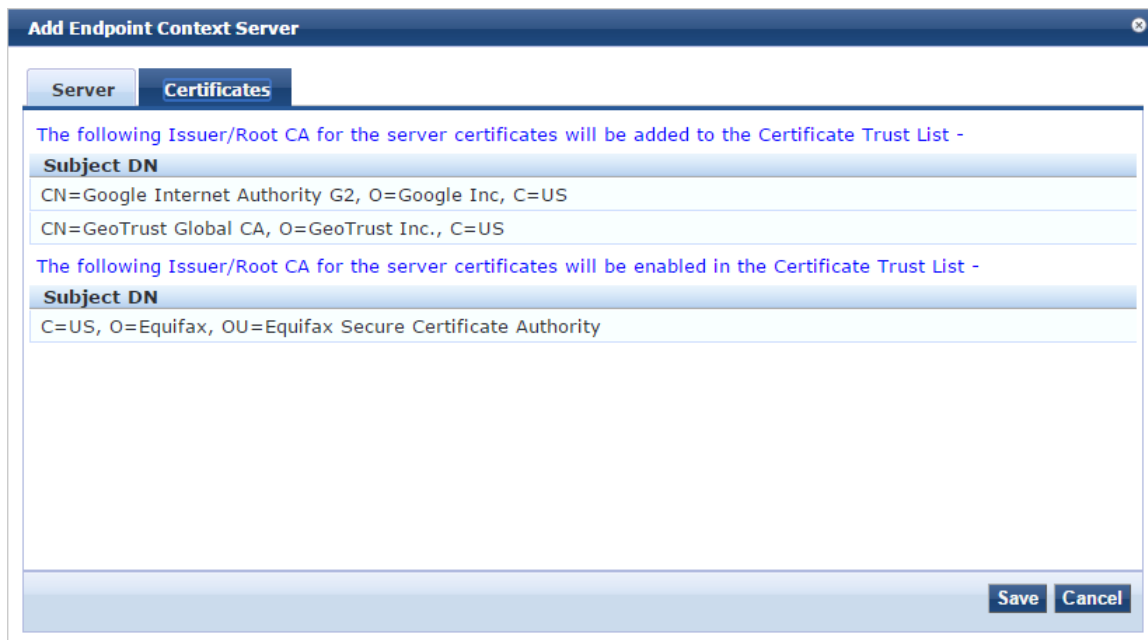 Add Endpoint Context Server
Server
Certificates
The following Issuer/Root CA for the server certificates will be added to the Certificate Trust List -
Subject DN
CN=Google Internet Authority G2, O=Google Inc, C=US
CN=GeoTrust Global CA, O=GeoTrust Inc., C=US
The following Issuer/Root CA for the server certificates will be enabled in the Certificate Trust List -
Subject DN
C=US, O=Equifax, OU=Equifax Secure Certificate Authority
Save Cancel